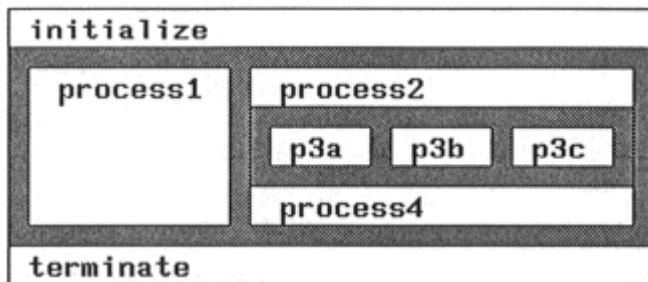 initialize
process1
process2
p3a p3b p3c
process4
terminate